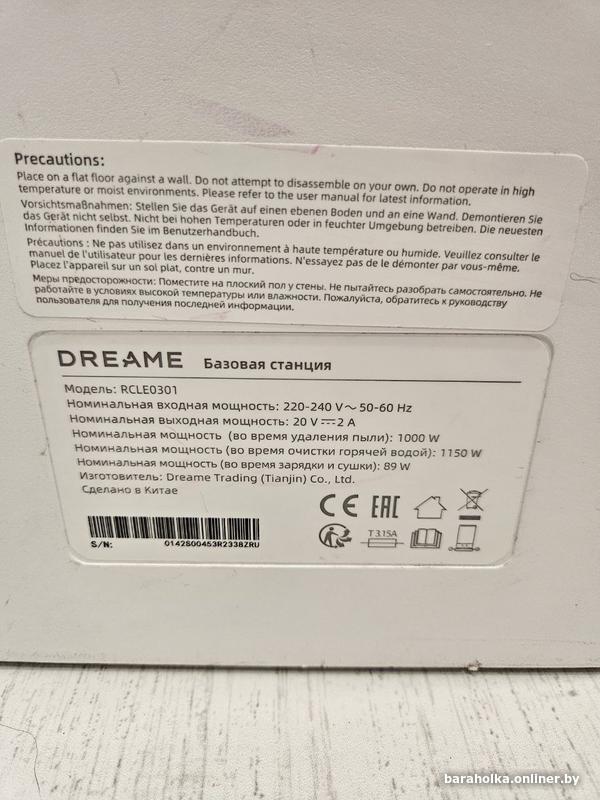 Precautions:
Place on a flat floor against a wall. Do not attempt to disassemble on your own. Do not operate in high
temperature or moist environments. Please refer to the user manual for latest information.
Vorsichtsmaßnahmen: Stellen Sie das Gerät auf einen ebenen Boden und an eine Wand. Demontieren Sie
das Gerät nicht selbst. Nicht bei hohen Temperaturen oder in feuchter Umgebung betreiben. Die neuesten
Informationen finden Sie im Benutzerhandbuch.
Précautions : Ne pas utilisez dans un environnement à haute température ou humide. Veuillez consulter le
manuel de l'utilisateur pour les dernières informations. N'essayez pas de le démonter par vous-même.
Placez l'appareil sur un sol plat, contre un mur.
Меры предосторожности: Поместите на плоский пол у стены. Не пытайтесь разобрать самостоятельно. Не
работайте в условиях высокой температуры или влажности. Пожалуйста, обратитесь к руководству
пользователя для получения последней информации.
DREAME Базовая станция
Модель: RCLE0301
Номинальная входная мощность: 220-240 V~ 50-60 Hz
Номинальная выходная мощность: 20 V⎓2 A
Номинальная мощность (во время удаления пыли): 1000 W
Номинальная мощность (во время очистки горячей водой): 1150 W
Номинальная мощность (во время зарядки и сушки): 89 W
Изготовитель: Dreame Trading (Tianjin) Co., Ltd.
Сделано в Китае
CE EAC
T 3.15A
S/N: 0142S00453R2338ZRU
baraholka.onliner.by